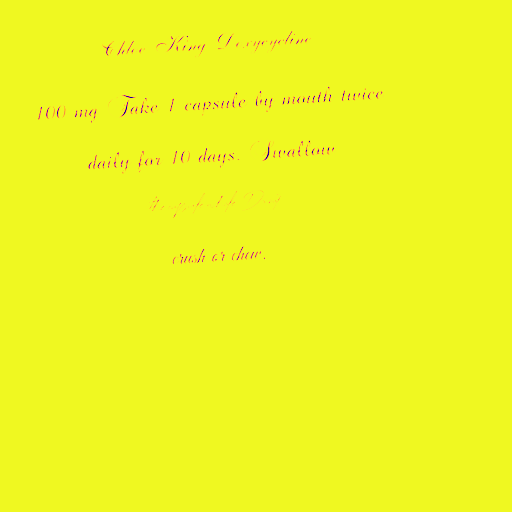 Chloe King Doxycycline
100 mg Take 1 capsule by mouth twice
daily for 10 days. Swallow
crush or chew.